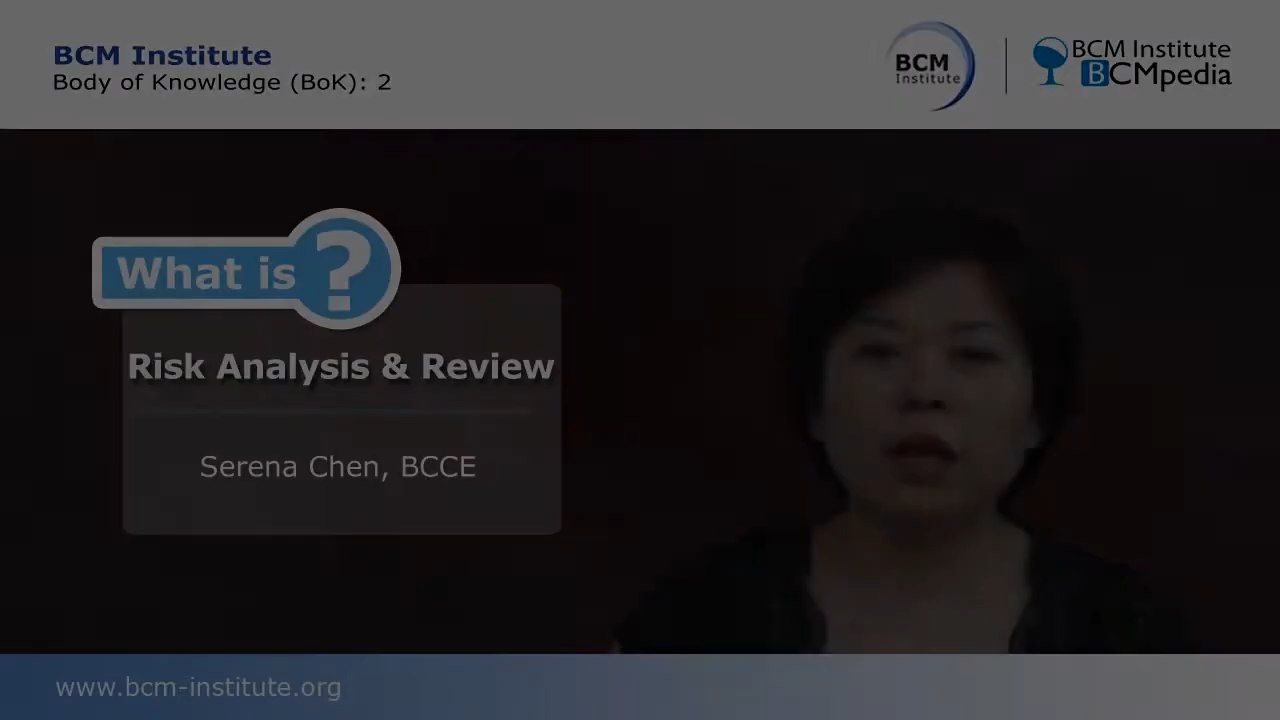 BCM Institute
Body of Knowledge (BoK): 2
BCM
Institute
BCM Institute
BCMpedia
What is ?
Risk Analysis & Review
Serena Chen, BCCE
www.bcm-institute.org